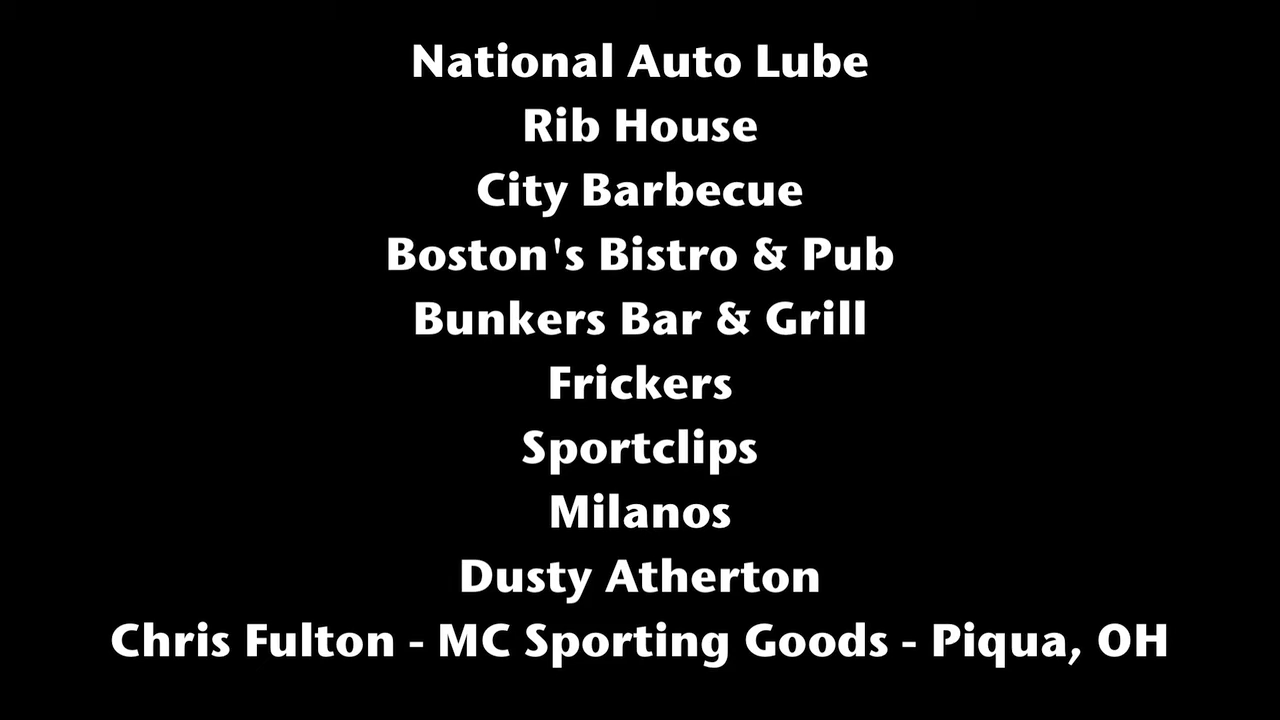 National Auto Lube
Rib House
City Barbecue
Boston's Bistro & Pub
Bunkers Bar & Grill
Frickers
Sportclips
Milanos
Dusty Atherton
Chris Fulton - MC Sporting Goods - Piqua, OH